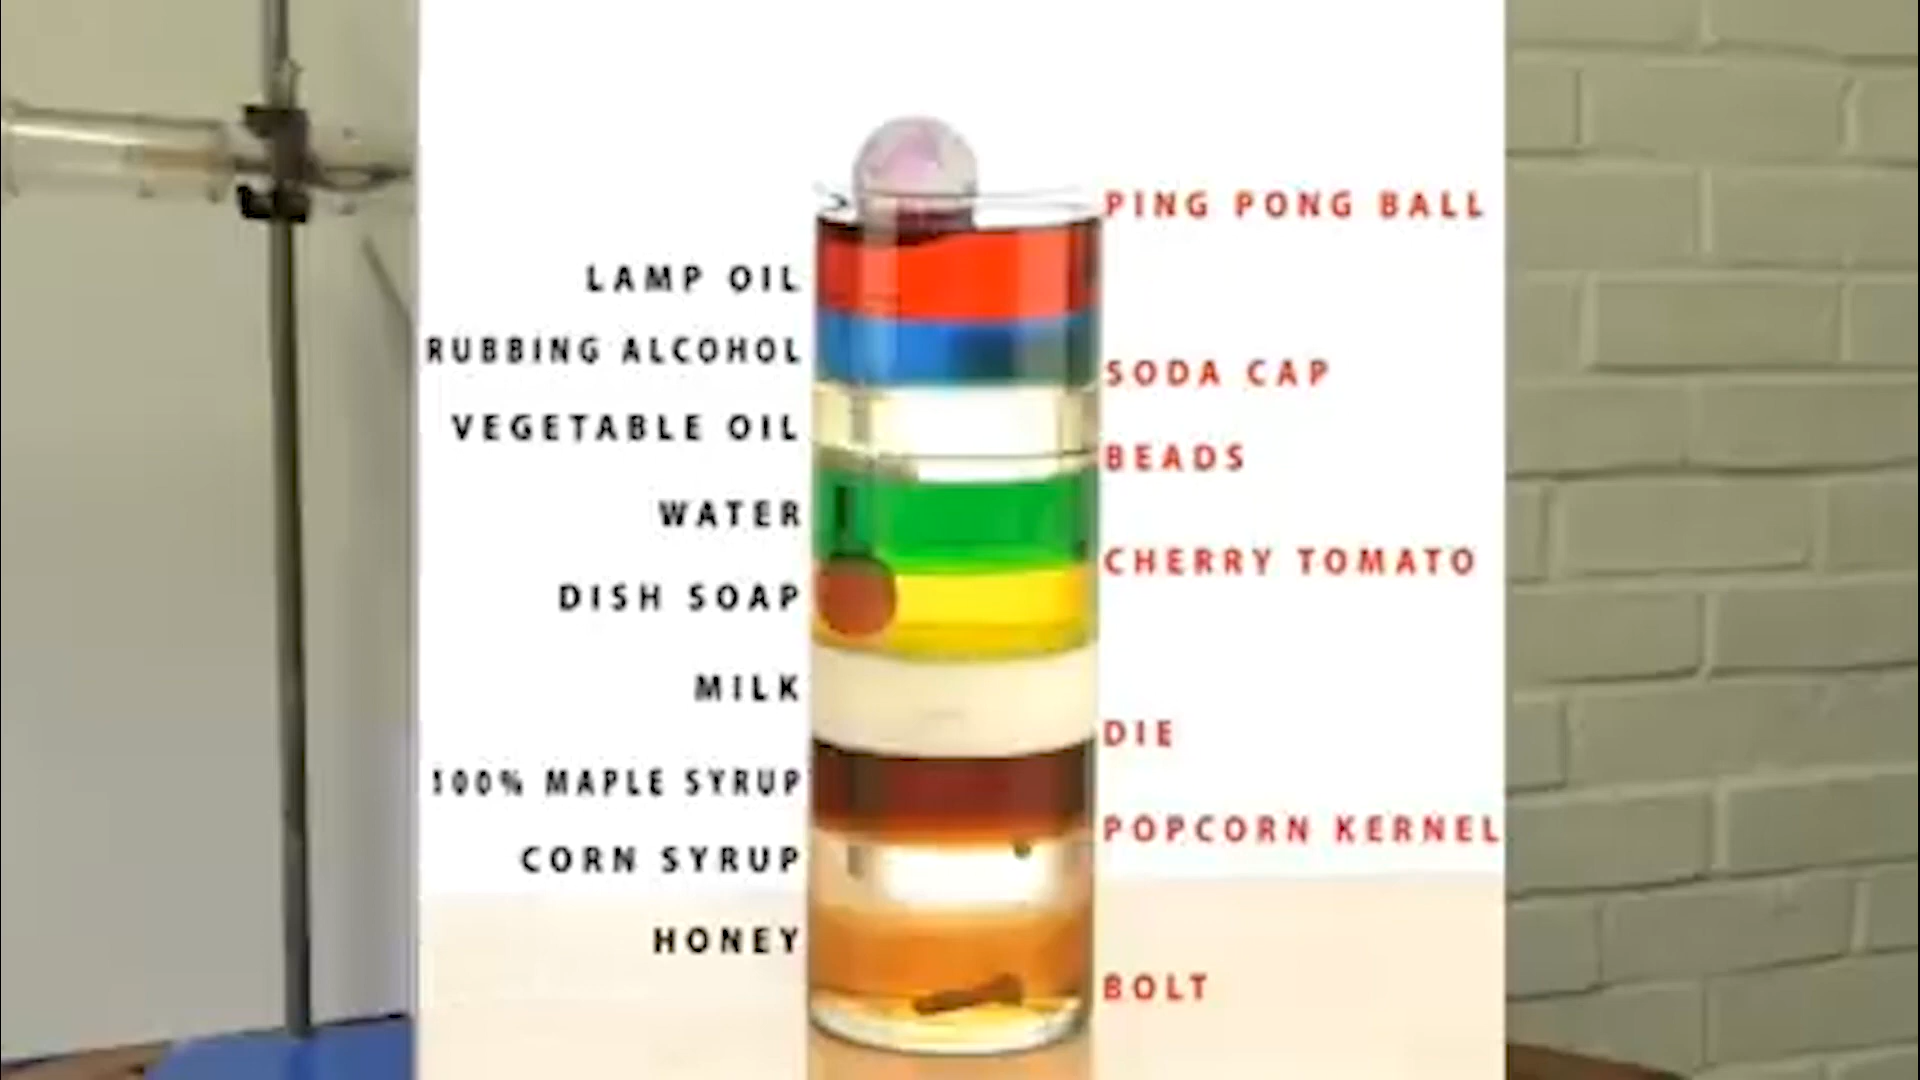 PING PONG BALL
LAMP OIL
RUBBING ALCOHOL
SODA CAP
VEGETABLE OIL
BEADS
WATER
CHERRY TOMATO
DISH SOAP
MILK
DIE
100% MAPLE SYRUP
POPCORN KERNEL
CORN SYRUP
HONEY
BOLT